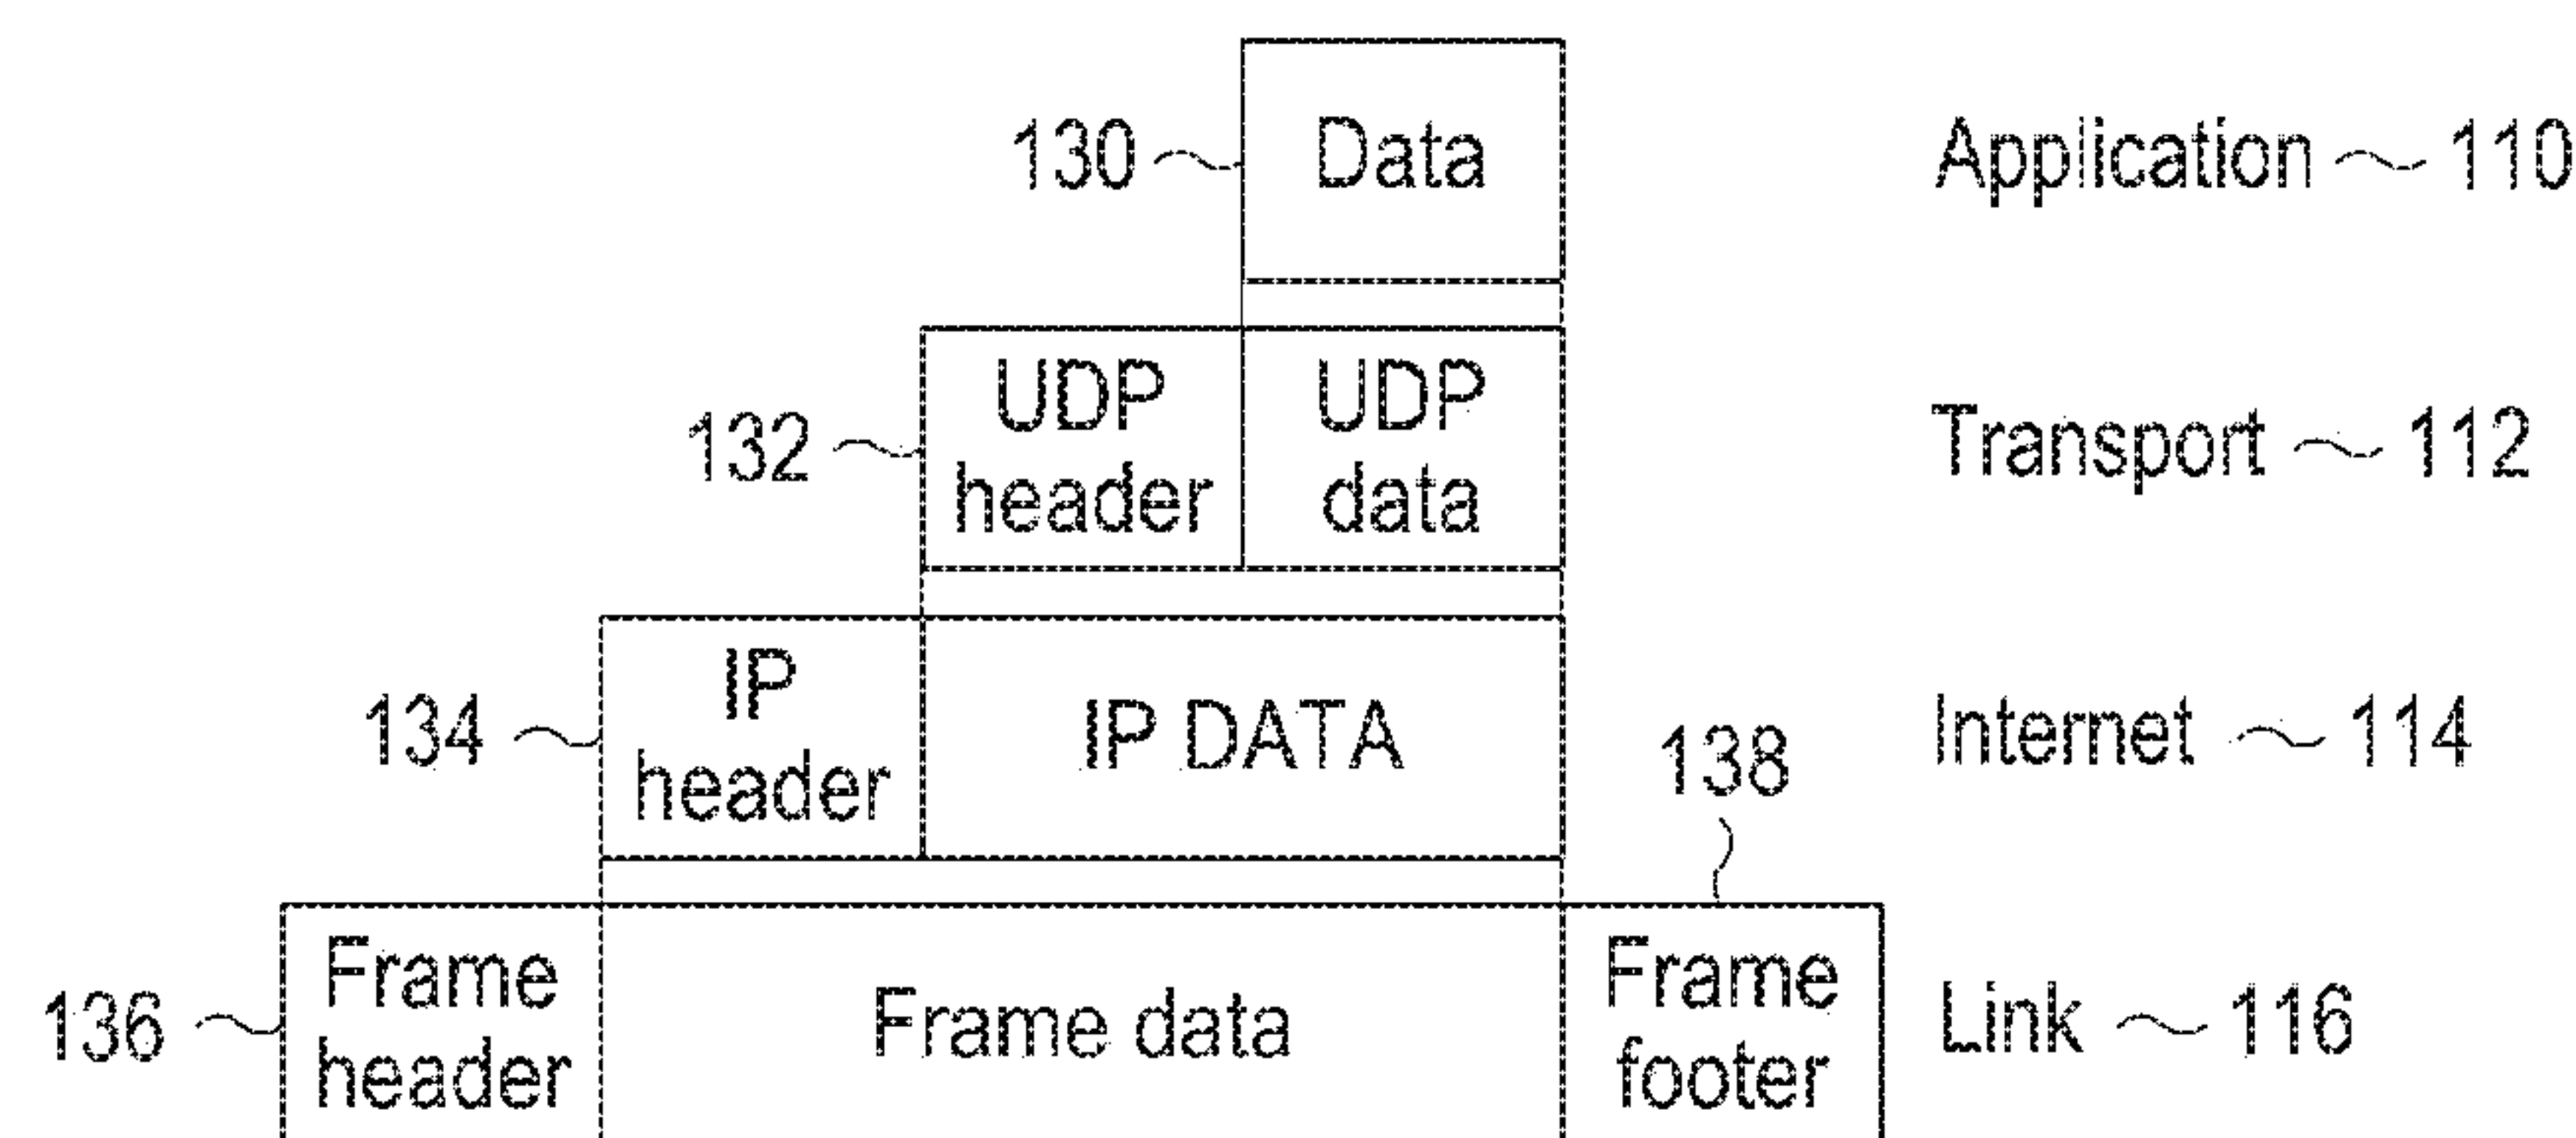 130 Data Application 110
132 UDP header UDP data Transport 112
134 IP header IP DATA Internet 114
138
136 Frame header Frame data Frame footer Link 116